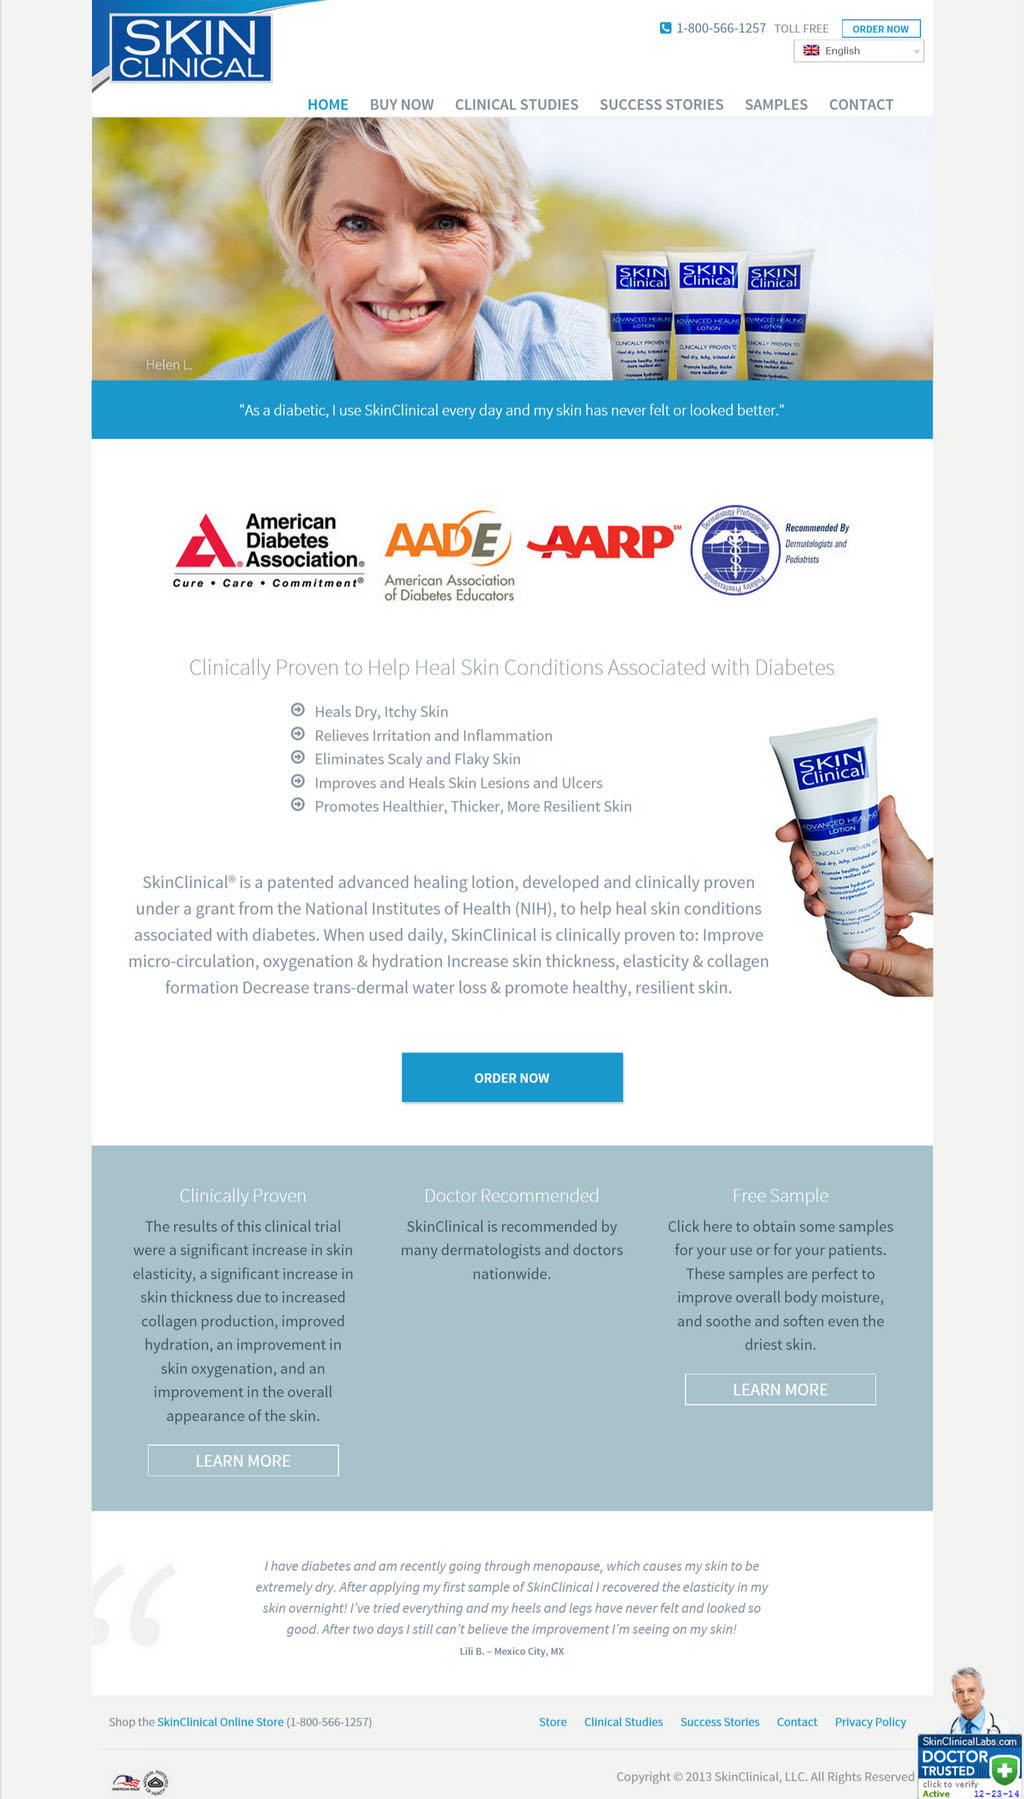 SKIN
CLINICAL
1-800-566-1257 TOLL FREE ORDER NOW
English
HOME BUY NOW CLINICAL STUDIES SUCCESS STORIES SAMPLES CONTACT
SKIN
Clinical
ADVANCED HEALING
LOTION
CLINICALLY PROVEN TO
Helen L.
"As a diabetic, I use SkinClinical every day and my skin has never felt or looked better."
American
Diabetes
Association®
Cure • Care • Commitment®
AADE
American Association
of Diabetes Educators
AARP℠
Dermatology Professionals
Podiatry Professionals
Recommended By
Dermatologists and
Podiatrists
Clinically Proven to Help Heal Skin Conditions Associated with Diabetes
Heals Dry, Itchy Skin
Relieves Irritation and Inflammation
Eliminates Scaly and Flaky Skin
Improves and Heals Skin Lesions and Ulcers
Promotes Healthier, Thicker, More Resilient Skin
SKIN
Clinical
ADVANCED HEALING
LOTION
CLINICALLY PROVEN TO
SkinClinical® is a patented advanced healing lotion, developed and clinically proven
under a grant from the National Institutes of Health (NIH), to help heal skin conditions
associated with diabetes. When used daily, SkinClinical is clinically proven to: Improve
micro-circulation, oxygenation & hydration Increase skin thickness, elasticity & collagen
formation Decrease trans-dermal water loss & promote healthy, resilient skin.
ORDER NOW
Clinically Proven
The results of this clinical trial
were a significant increase in skin
elasticity, a significant increase in
skin thickness due to increased
collagen production, improved
hydration, an improvement in
skin oxygenation, and an
improvement in the overall
appearance of the skin.
LEARN MORE
Doctor Recommended
SkinClinical is recommended by
many dermatologists and doctors
nationwide.
Free Sample
Click here to obtain some samples
for your use or for your patients.
These samples are perfect to
improve overall body moisture,
and soothe and soften even the
driest skin.
LEARN MORE
I have diabetes and am recently going through menopause, which causes my skin to be
extremely dry. After applying my first sample of SkinClinical I recovered the elasticity in my
skin overnight! I've tried everything and my heels and legs have never felt and looked so
good. After two days I still can't believe the improvement I'm seeing on my skin!
Lili B. – Mexico City, MX
Shop the SkinClinical Online Store (1-800-566-1257)
Store Clinical Studies Success Stories Contact Privacy Policy
Copyright © 2013 SkinClinical, LLC. All Rights Reserved
SkinClinicalLabs.com
DOCTOR
TRUSTED
click to verify
Active 12-23-14